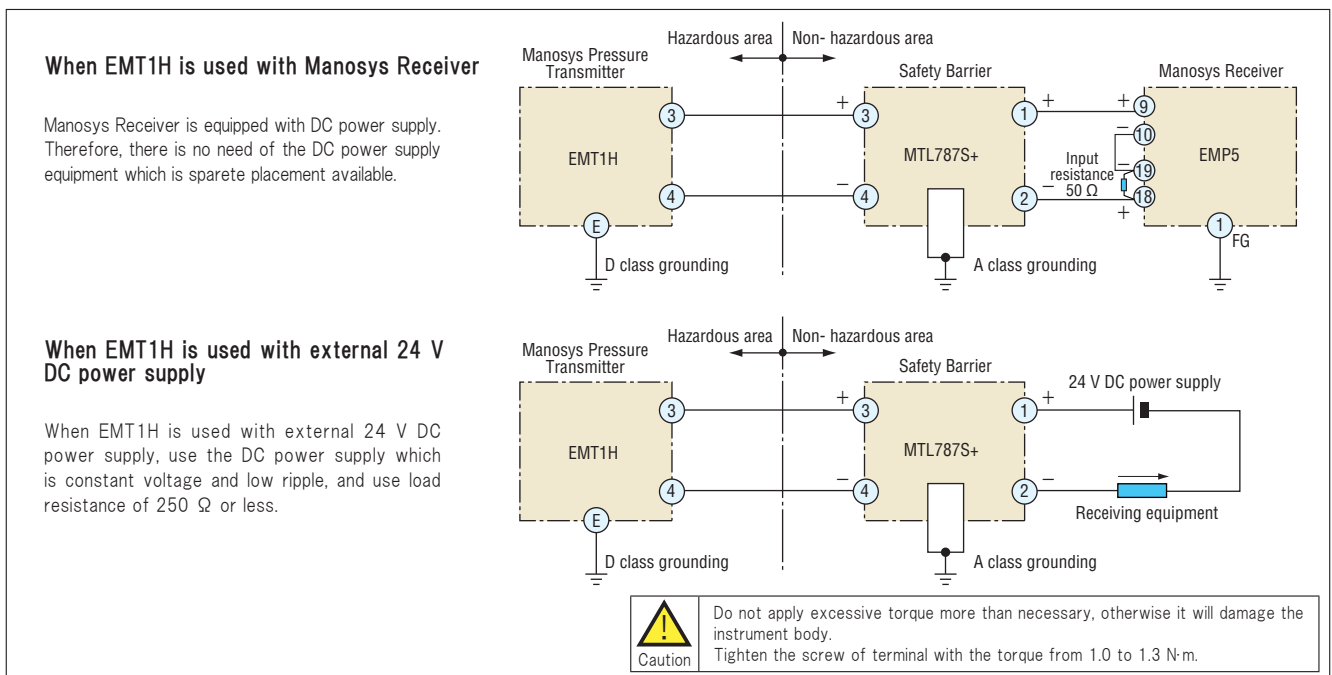 When EMT1H is used with Manosys Receiver
Manosys Receiver is equipped with DC power supply.
Therefore, there is no need of the DC power supply
equipment which is sparete placement available.
Hazardous area
Non- hazardous area
Manosys Pressure
Transmitter
Safety Barrier
Manosys Receiver
3
+
3
1
+
+
9
−
10
EMT1H
MTL787S+
EMP5
Input
resistance
50 Ω
−
19
4
−
4
2
−
18
+
E
1
FG
D class grounding
A class grounding
When EMT1H is used with external 24 V
DC power supply
When EMT1H is used with external 24 V DC
power supply, use the DC power supply which
is constant voltage and low ripple, and use load
resistance of 250 Ω or less.
Hazardous area
Non- hazardous area
Manosys Pressure
Transmitter
Safety Barrier
24 V DC power supply
3
+
3
1
+
EMT1H
MTL787S+
4
−
4
2
−
Receiving equipment
E
D class grounding
A class grounding
!
Caution
Do not apply excessive torque more than necessary, otherwise it will damage the
instrument body.
Tighten the screw of terminal with the torque from 1.0 to 1.3 N·m.